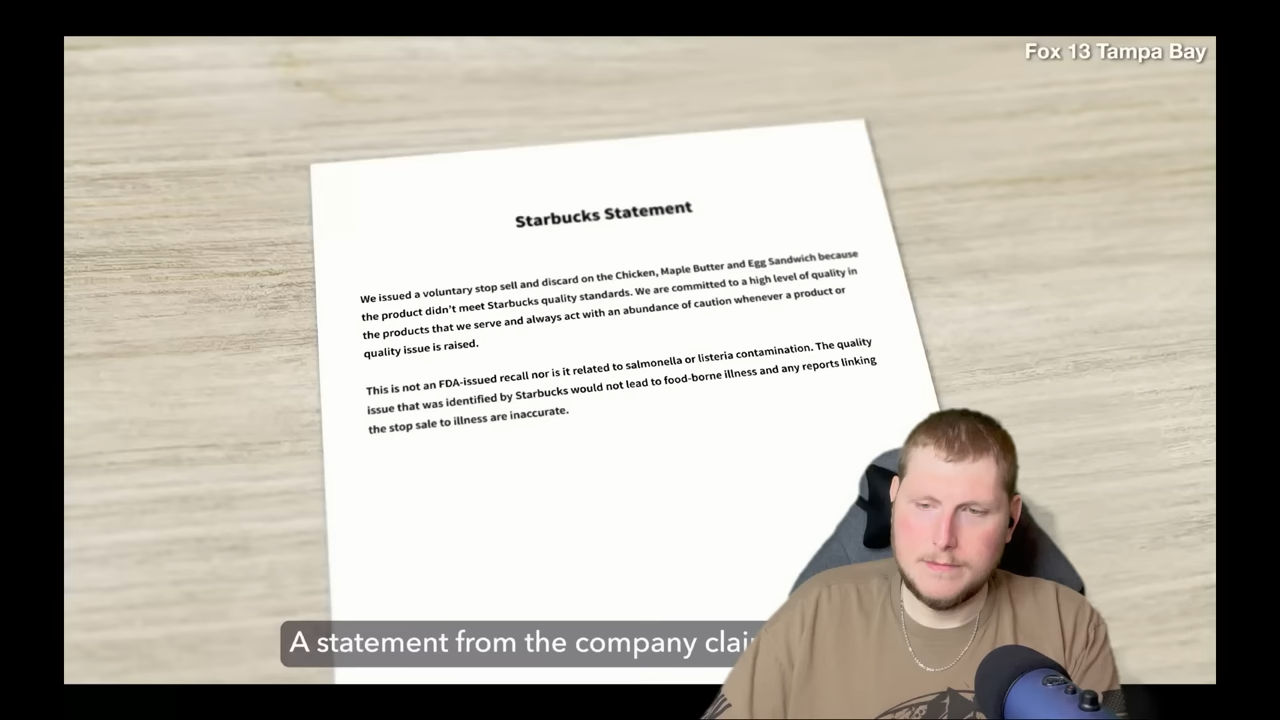 Fox 13 Tampa Bay
Starbucks Statement
We issued a voluntary stop sell and discard on the Chicken, Maple Butter and Egg Sandwich because
the product didn't meet Starbucks quality standards. We are committed to a high level of quality in
the products that we serve and always act with an abundance of caution whenever a product or
quality issue is raised.
This is not an FDA-issued recall nor is it related to salmonella or listeria contamination. The quality
issue that was identified by Starbucks would not lead to food-borne illness and any reports linking
the stop sale to illness are inaccurate.
A statement from the company